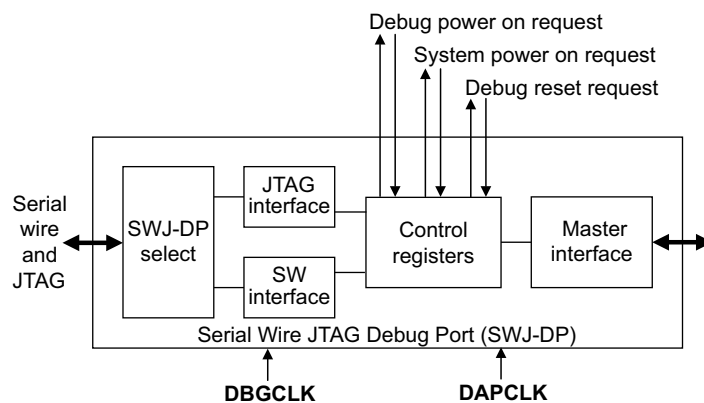 Debug power on request
System power on request
Debug reset request
Serial
wire
and
JTAG
SWJ-DP
select
JTAG
interface
SW
interface
Control
registers
Master
interface
Serial Wire JTAG Debug Port (SWJ-DP)
DBGCLK
DAPCLK